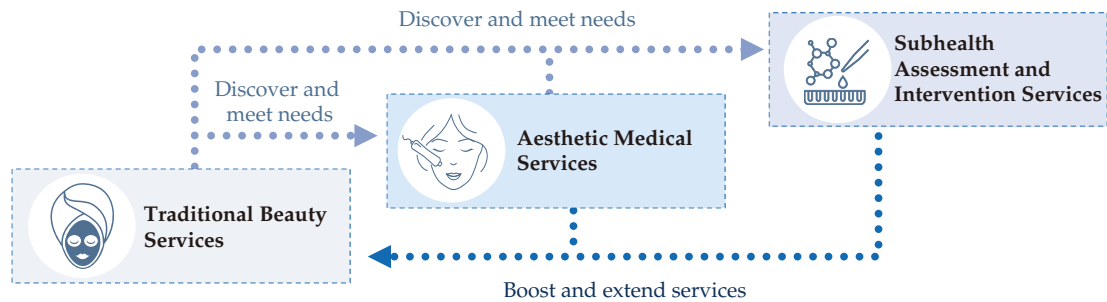 Discover and meet needs
Subhealth
Assessment and
Intervention Services
Discover and
meet needs
Aesthetic Medical
Services
Traditional Beauty
Services
Boost and extend services